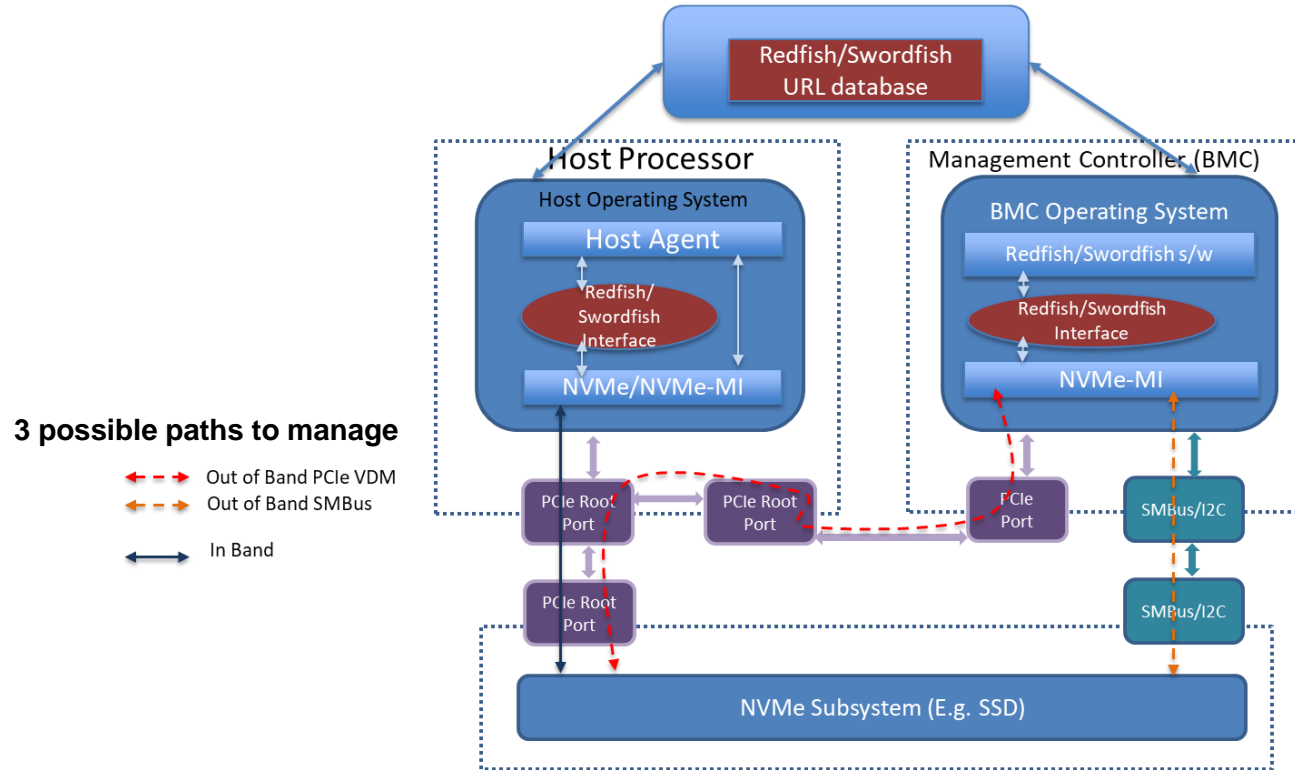 Redfish/Swordfish
URL database
Host Processor
Host Operating System
Host Agent
Redfish/
Swordfish
Interface
NVMe/NVMe-MI
Management Controller (BMC)
BMC Operating System
Redfish/Swordfish s/w
Redfish/Swordfish
Interface
NVMe-MI
3 possible paths to manage
Out of Band PCIe VDM
Out of Band SMBus
In Band
PCIe Root
Port
PCIe Root
Port
PCIe
Port
SMBus/I2C
PCIe Root
Port
SMBus/I2C
NVMe Subsystem (E.g. SSD)